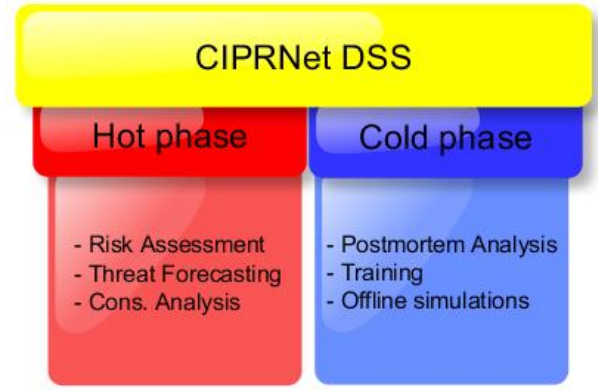 CIPRNet DSS
Hot phase
Cold phase
- Risk Assessment
- Threat Forecasting
- Cons. Analysis
- Postmortem Analysis
- Training
- Offline simulations